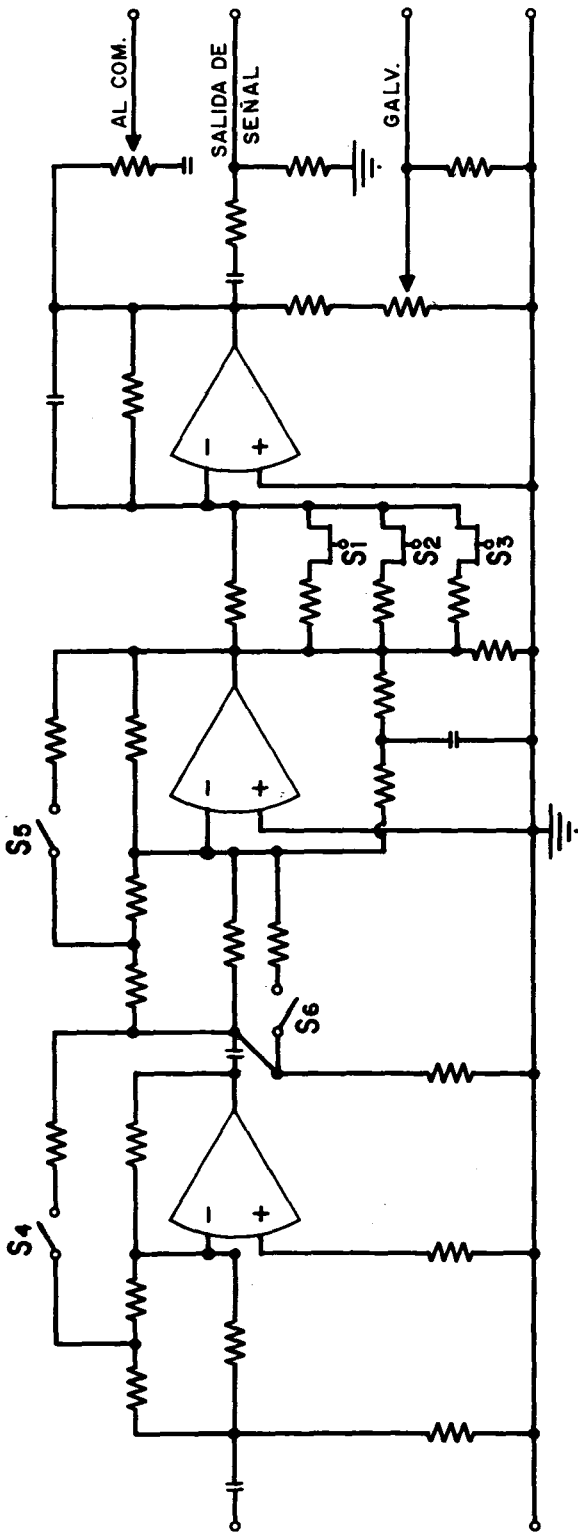 S4
S5
S6
S1
S2
S3
AL COM.
SALIDA DE
SEÑAL
GALV.
− +
− +
− +